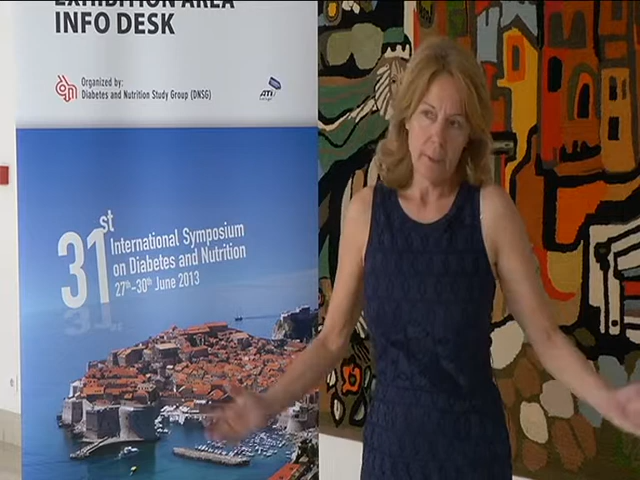 EXHIBITION AREA
INFO DESK
Organized by:
Diabetes and Nutrition Study Group (DNSG)
ATI
31st
International Symposium
on Diabetes and Nutrition
27th-30th June 2013